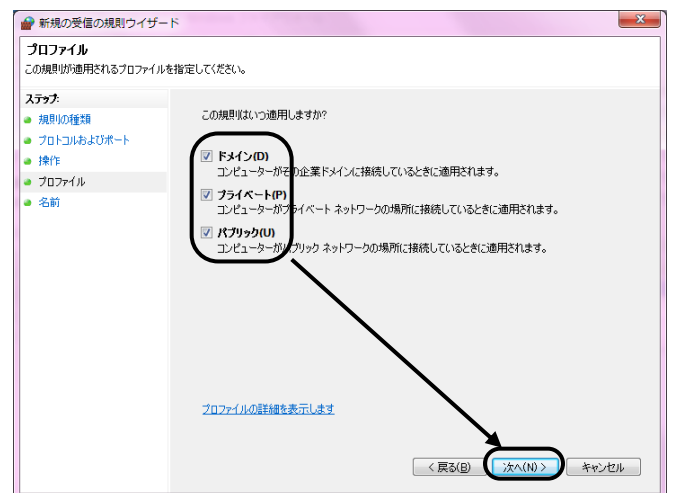 新規の受信の規則ウィザード
プロファイル
この規則が適用されるプロファイルを指定してください。
ステップ:
規則の種類
プロトコルおよびポート
操作
プロファイル
名前
この規則はいつ適用しますか?
ドメイン(D)
コンピューターがその企業ドメインに接続しているときに適用されます。
プライベート(P)
コンピューターがプライベート ネットワークの場所に接続しているときに適用されます。
パブリック(U)
コンピューターがパブリック ネットワークの場所に接続しているときに適用されます。
プロファイルの詳細を表示します
< 戻る(B) 次へ(N) > キャンセル